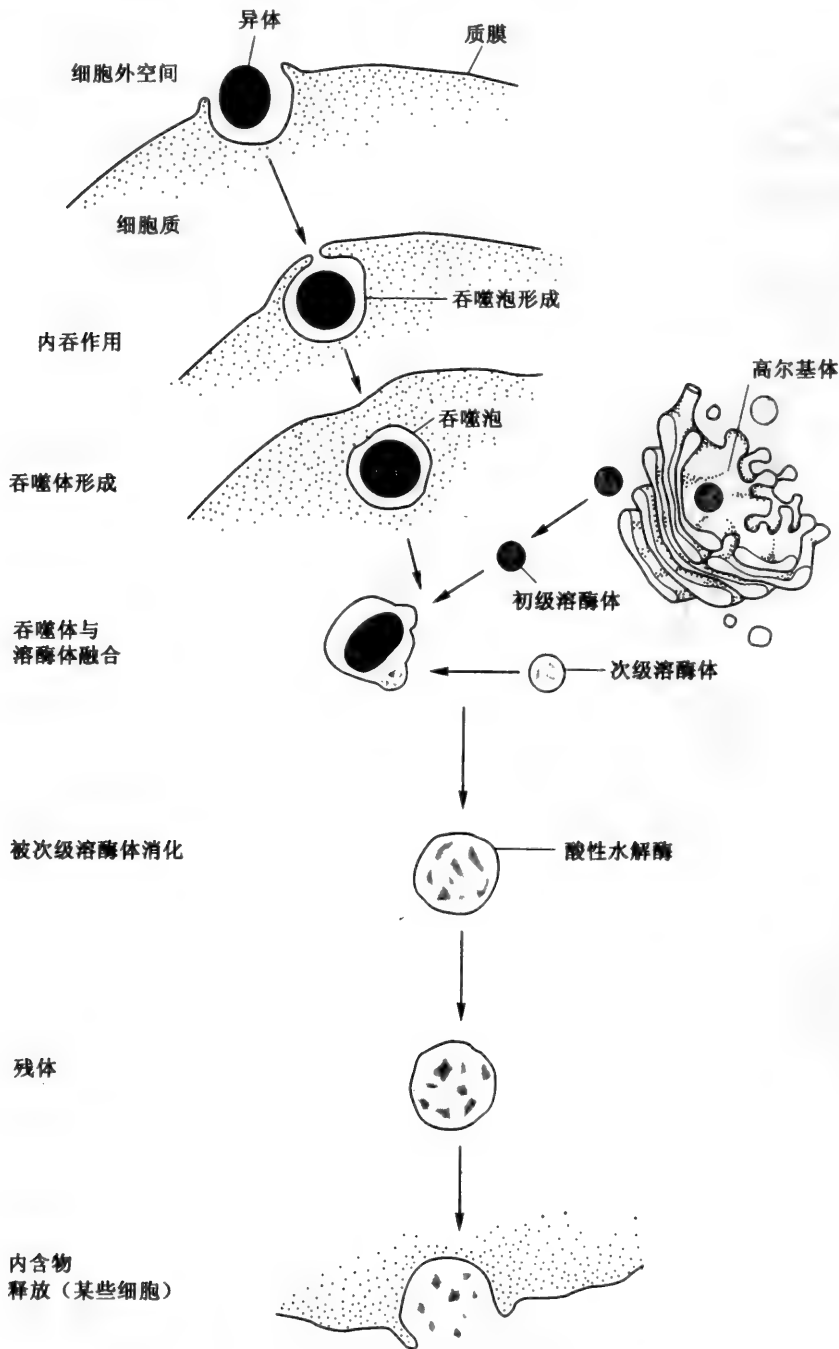 异体
质膜
细胞外空间
细胞质
吞噬泡形成
内吞作用
高尔基体
吞噬泡
吞噬体形成
初级溶酶体
吞噬体与
溶酶体融合
次级溶酶体
被次级溶酶体消化
酸性水解酶
残体
内含物
释放（某些细胞）